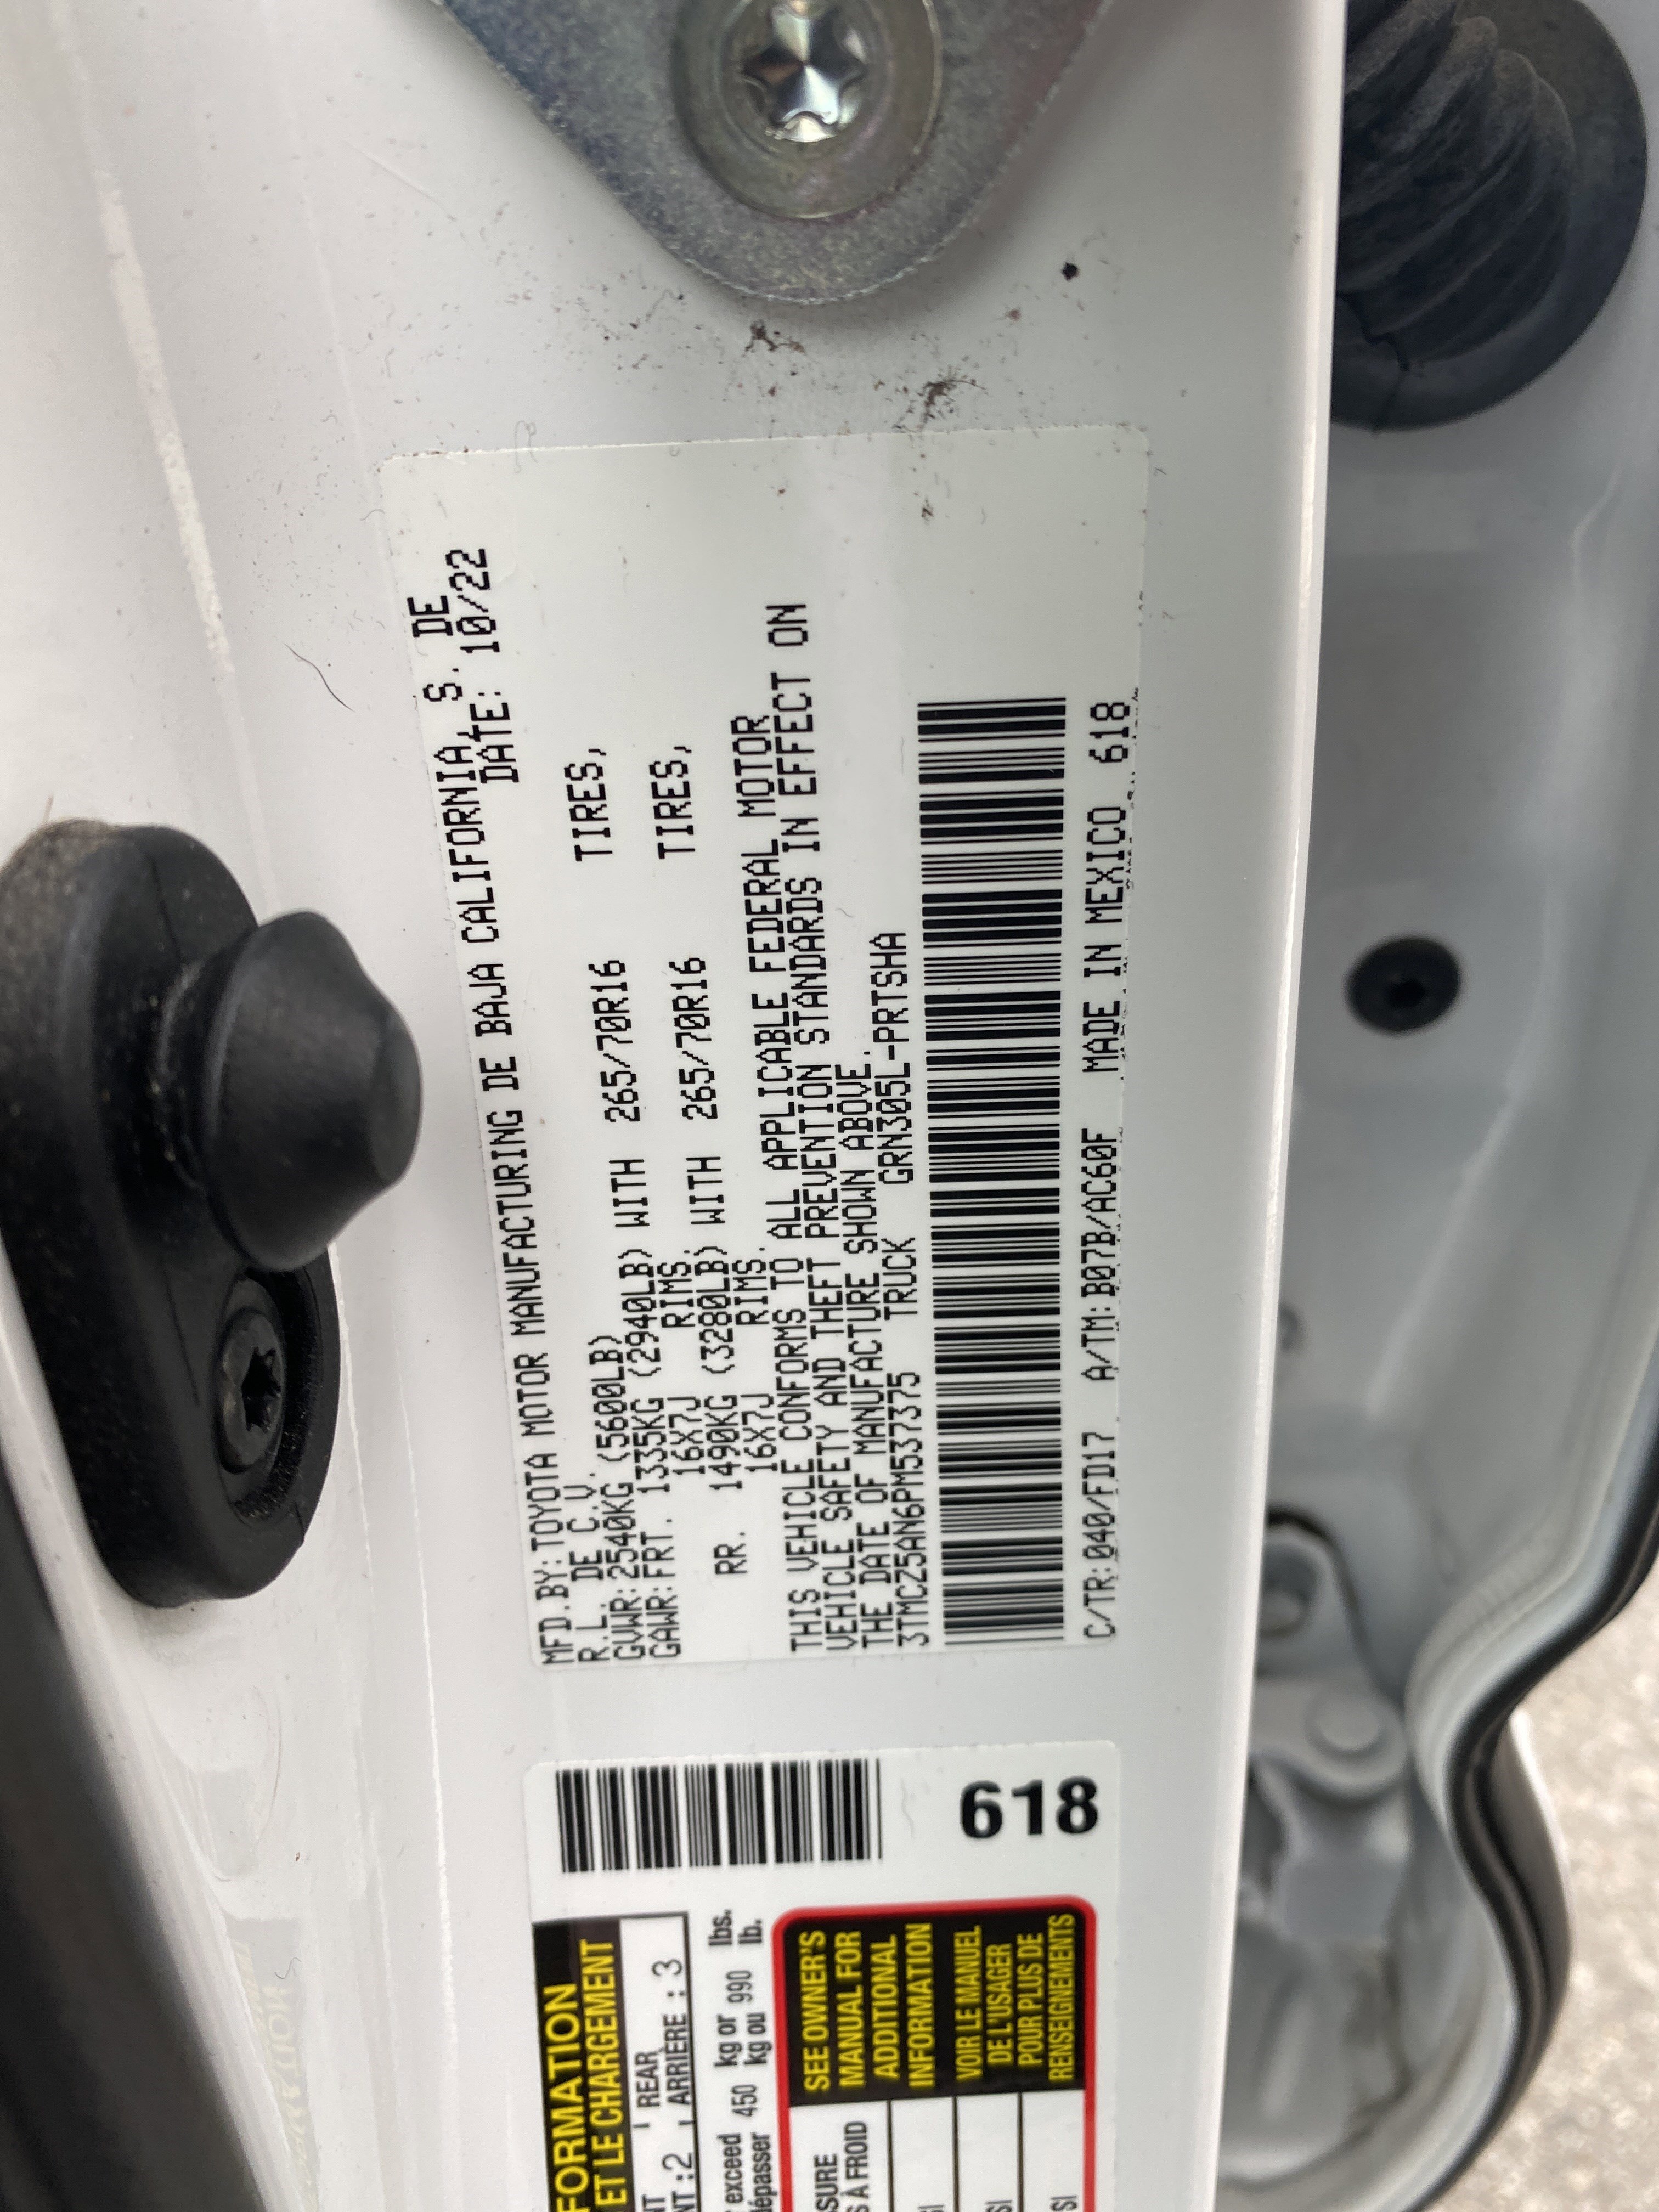 MFD.BY:TOYOTA MOTOR MANUFACTURING DE BAJA CALIFORNIA, S. DE
R.L. DE C.V. DATE: 10/22
GVWR:2540KG (5600LB)
GAWR:FRT. 1335KG (2940LB) WITH 265/70R16 TIRES,
16X7J RIMS.
RR. 1490KG (3280LB) WITH 265/70R16 TIRES,
16X7J RIMS.
THIS VEHICLE CONFORMS TO ALL APPLICABLE FEDERAL MOTOR
VEHICLE SAFETY AND THEFT PREVENTION STANDARDS IN EFFECT ON
THE DATE OF MANUFACTURE SHOWN ABOVE.
3TMCZ5AN6PM537375 TRUCK GRN305L-PRTSHA
C/TR:040/FD17 A/TM:B07B/AC60F MADE IN MEXICO 618
618
FORMATION
ET LE CHARGEMENT
NT REAR
NT :2 ARRIÈRE : 3
exceed 450 kg or 990 lbs.
dépasser 450 kg ou 990 lb.
SURE
À FROID
SEE OWNER'S
MANUAL FOR
ADDITIONAL
INFORMATION
VOIR LE MANUEL
DE L'USAGER
POUR PLUS DE
RENSEIGNEMENTS